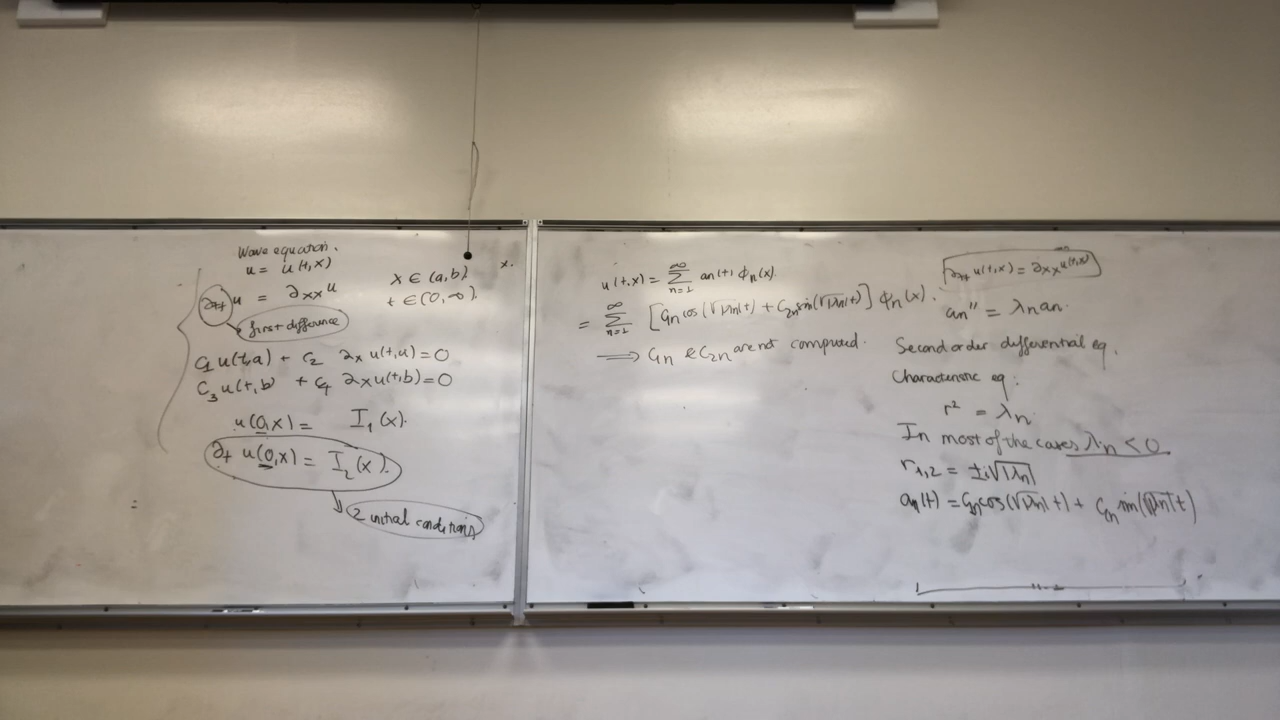 Wave equation.
u = u(t,x)
x ∈ (a,b)
∂tt u = ∂xx u
t ∈ (0,∞).
first difference
C1 u(t,a) + C2 ∂x u(t,a) = 0
C3 u(t,b) + C4 ∂x u(t,b) = 0
u(0,x) = I1(x).
∂t u(0,x) = I2(x).
2 initial conditions
=
x.
u(t,x) = ∑_{n=1}^{∞} an(t) ϕn(x).
= ∑_{n=1}^{∞} [C1n cos(√|λn| t) + C2n sin(√|λn| t)] ϕn(x).
⟹ C1n & C2n are not computed.
∂tt u(t,x) = ∂xx u(t,x)
an'' = λn an.
Second order differential eq.
Characteristic eq:
r² = λn
In most of the cases λn < 0
r1,2 = ±i√|λn|
an(t) = C1n cos(√|λn| t) + C2n sin(√|λn| t)